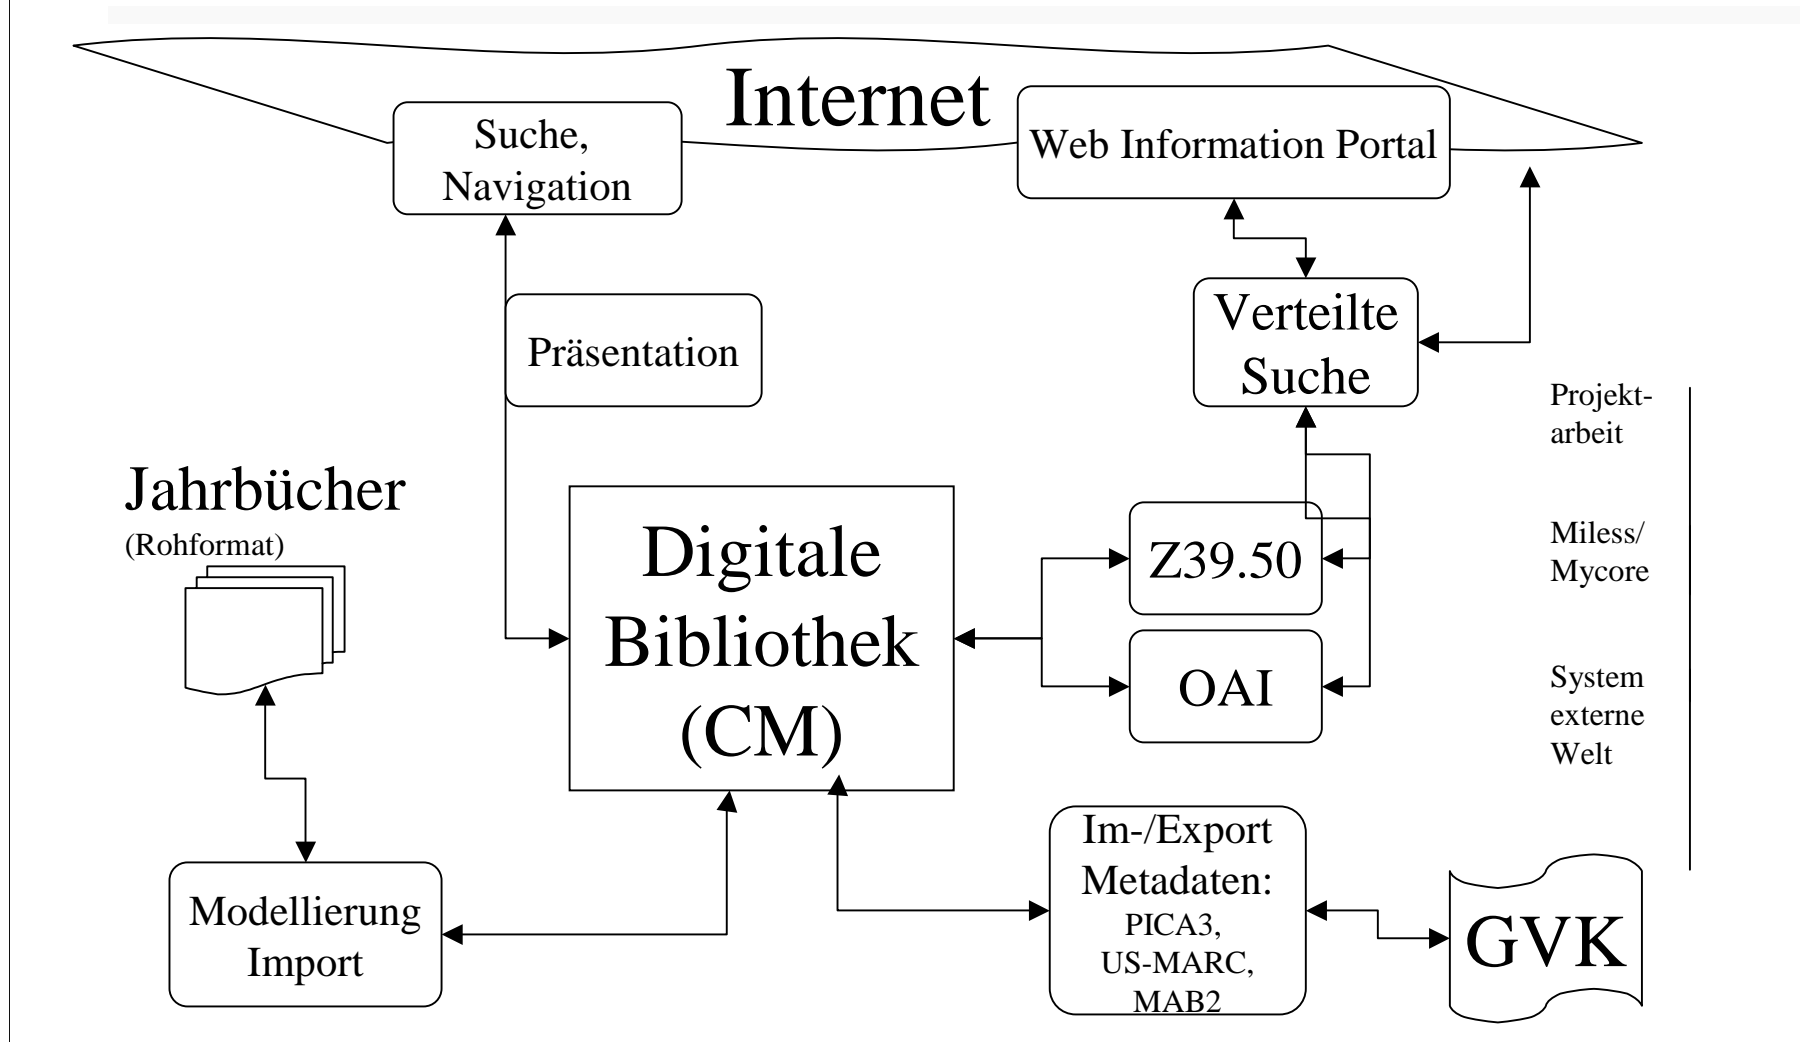 Internet
Suche,
Navigation
Web Information Portal
Präsentation
Verteilte
Suche
Projekt-
arbeit
Jahrbücher
(Rohformat)
Digitale
Bibliothek
(CM)
Z39.50
OAI
Miless/
Mycore
System
externe
Welt
Modellierung
Import
Im-/Export
Metadaten:
PICA3,
US-MARC,
MAB2
GVK